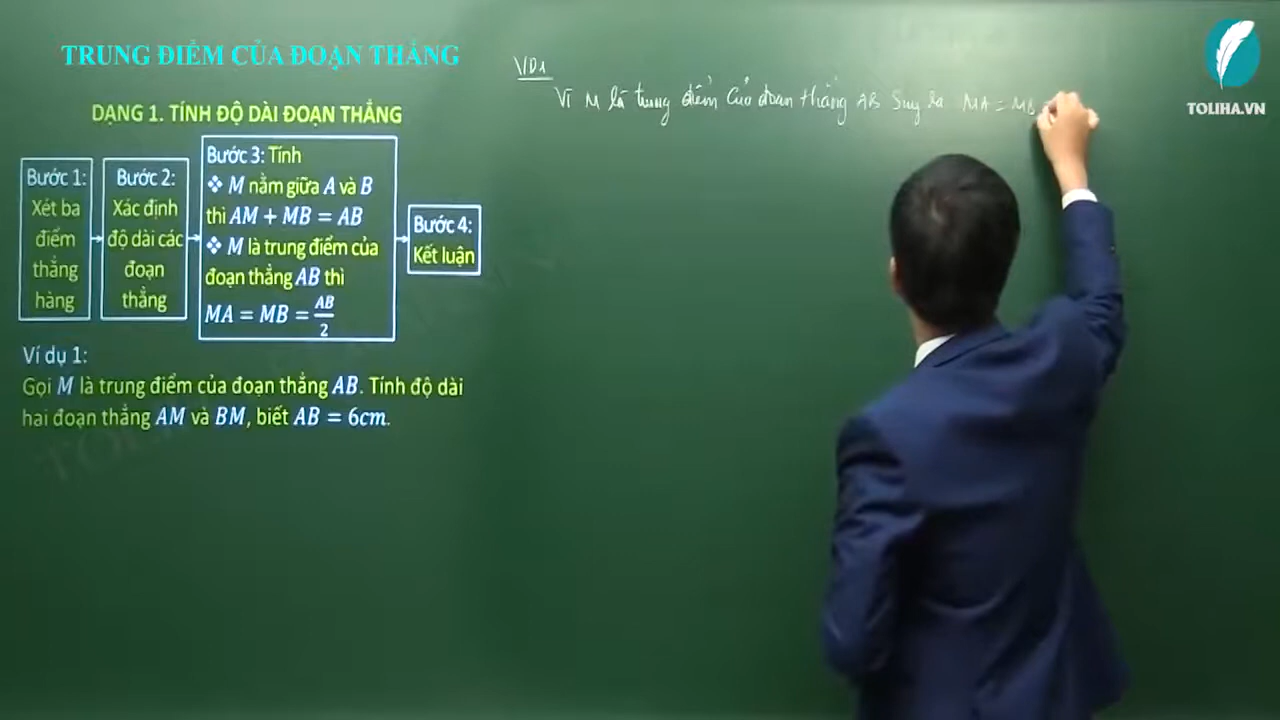 TRUNG ĐIỂM CỦA ĐOẠN THẲNG
TOLIHA.VN
DẠNG 1. TÍNH ĐỘ DÀI ĐOẠN THẲNG
Bước 1:
Xét ba
điểm
thẳng
hàng
Bước 2:
Xác định
độ dài các
đoạn
thẳng
Bước 3: Tính
❖ M nằm giữa A và B
thì AM + MB = AB
❖ M là trung điểm của
đoạn thẳng AB thì
MA = MB = AB/2
Bước 4:
Kết luận
Ví dụ 1:
Gọi M là trung điểm của đoạn thẳng AB. Tính độ dài
hai đoạn thẳng AM và BM, biết AB = 6cm.
VD1
Vì M là trung điểm của đoạn thẳng AB Suy ra MA = MB